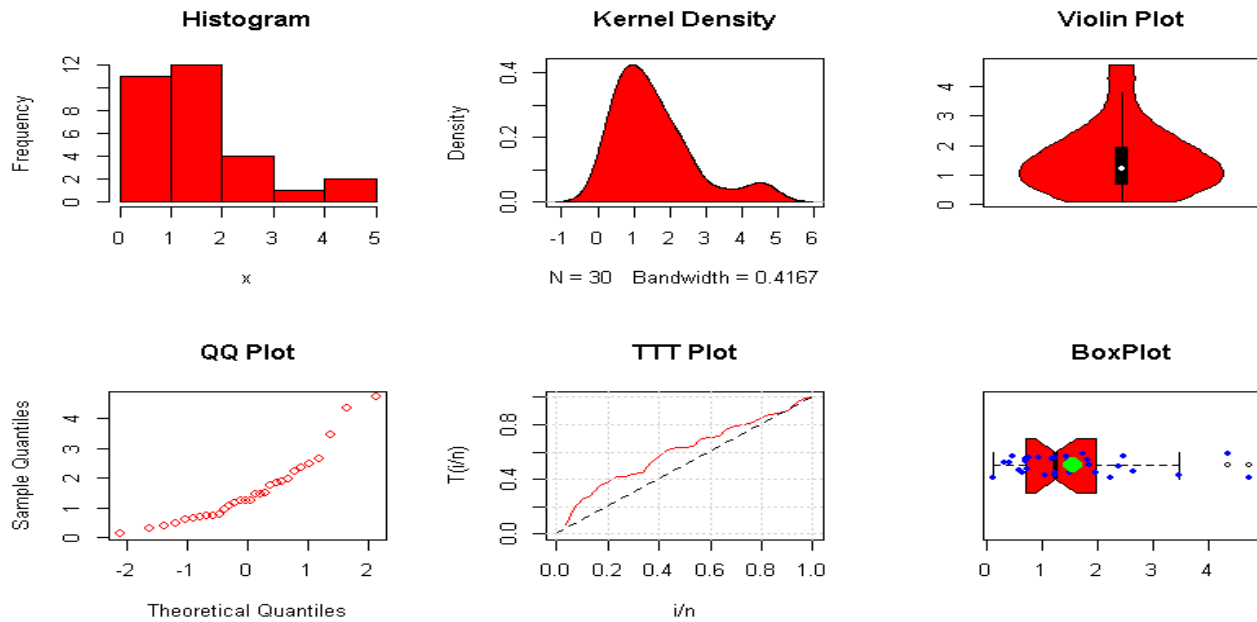 Histogram
Frequency
12
8
6
4
2
0
0 1 2 3 4 5
x
Kernel Density
Density
0.4
0.2
0.0
-1 0 1 2 3 4 5 6
N = 30 Bandwidth = 0.4167
Violin Plot
4
3
2
1
0
QQ Plot
Sample Quantiles
4
3
2
1
0
-2 -1 0 1 2
Theoretical Quantiles
TTT Plot
T(i/n)
0.8
0.4
0.0
0.0 0.2 0.4 0.6 0.8 1.0
i/n
BoxPlot
0 1 2 3 4